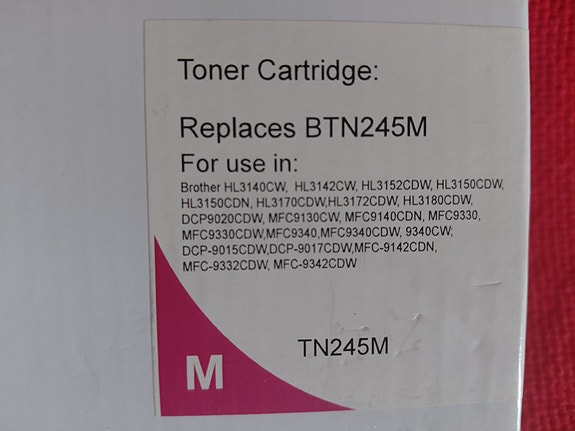 Toner Cartridge:
Replaces BTN245M
For use in:
Brother HL3140CW, HL3142CW, HL3152CDW, HL3150CDW,
HL3150CDN, HL3170CDW,HL3172CDW, HL3180CDW,
DCP9020CDW, MFC9130CW, MFC9140CDN, MFC9330,
MFC9330CDW,MFC9340,MFC9340CDW, 9340CW;
DCP-9015CDW,DCP-9017CDW,MFC-9142CDN,
MFC-9332CDW, MFC-9342CDW
TN245M
M